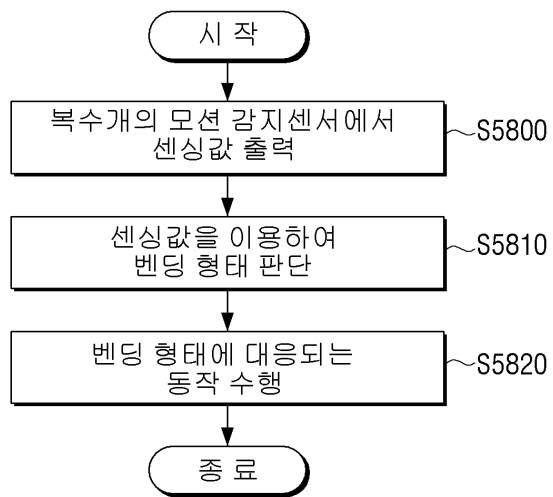 시 작
복수개의 모션 감지센서에서
센싱값 출력
S5800
센싱값을 이용하여
벤딩 형태 판단
S5810
벤딩 형태에 대응되는
동작 수행
S5820
종 료